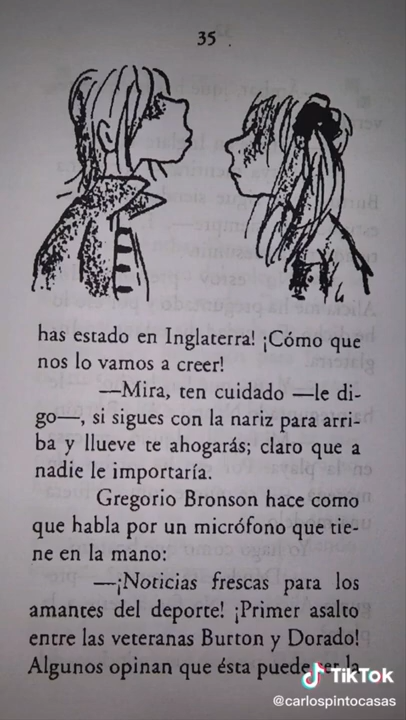 35
has estado en Inglaterra! ¡Cómo que
nos lo vamos a creer!
—Mira, ten cuidado —le di-
go—, si sigues con la nariz para arri-
ba y llueve te ahogarás; claro que a
nadie le importaría.
Gregorio Bronson hace como
que habla por un micrófono que tie-
ne en la mano:
—¡Noticias frescas para los
amantes del deporte! ¡Primer asalto
entre las veteranas Burton y Dorado!
Algunos opinan que ésta puede ser la
TikTok
@carlospintocasas